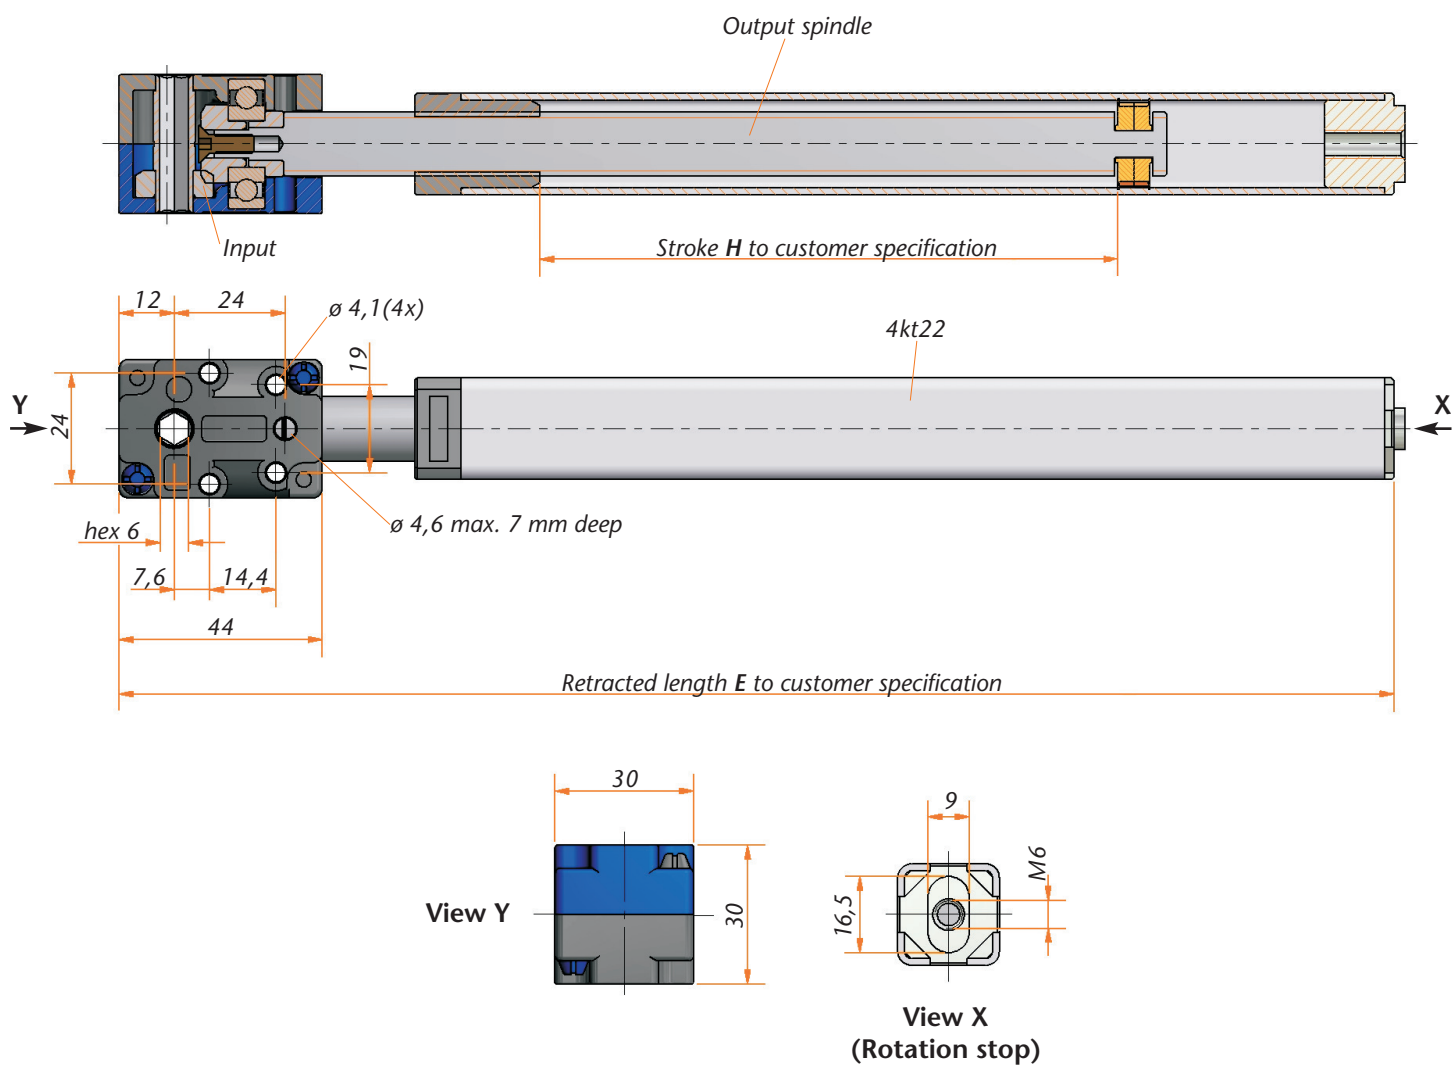 Output spindle
Input
Stroke H to customer specification
12
24
ø 4,1(4x)
19
4kt22
Y
24
X
hex 6
ø 4,6 max. 7 mm deep
7,6
14,4
44
Retracted length E to customer specification
30
9
M6
View Y
30
16,5
View X
(Rotation stop)